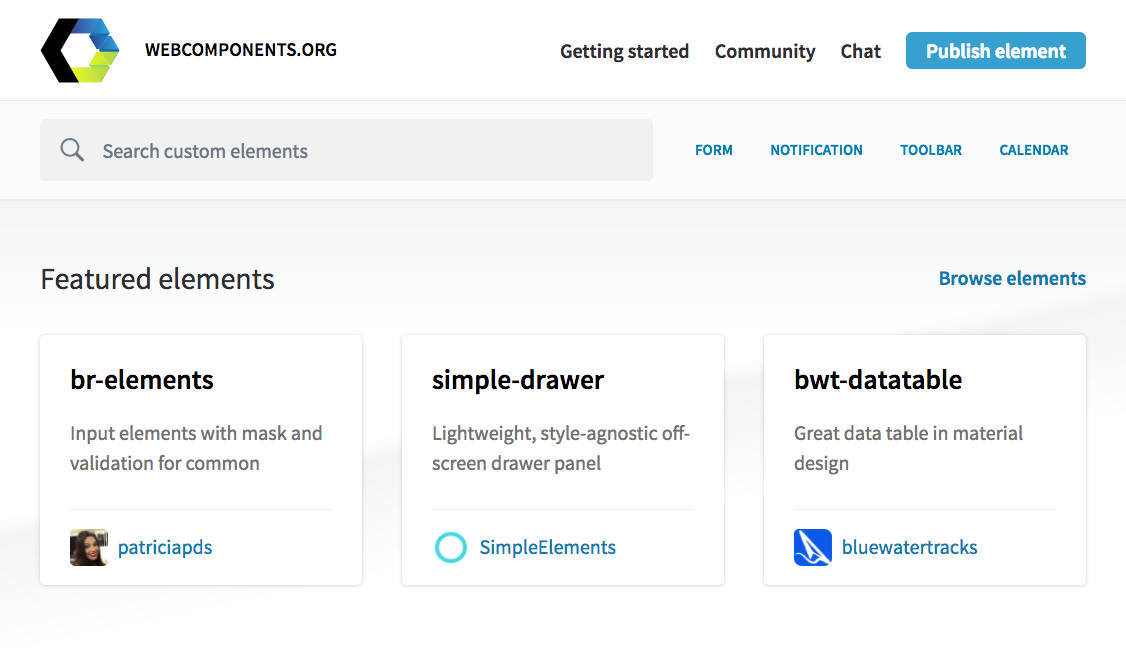 WEBCOMPONENTS.ORG
Getting started
Community
Chat
Publish element
Search custom elements
FORM
NOTIFICATION
TOOLBAR
CALENDAR
Featured elements
Browse elements
br-elements
Input elements with mask and
validation for common
patriciapds
simple-drawer
Lightweight, style-agnostic off-
screen drawer panel
SimpleElements
bwt-datatable
Great data table in material
design
bluewatertracks